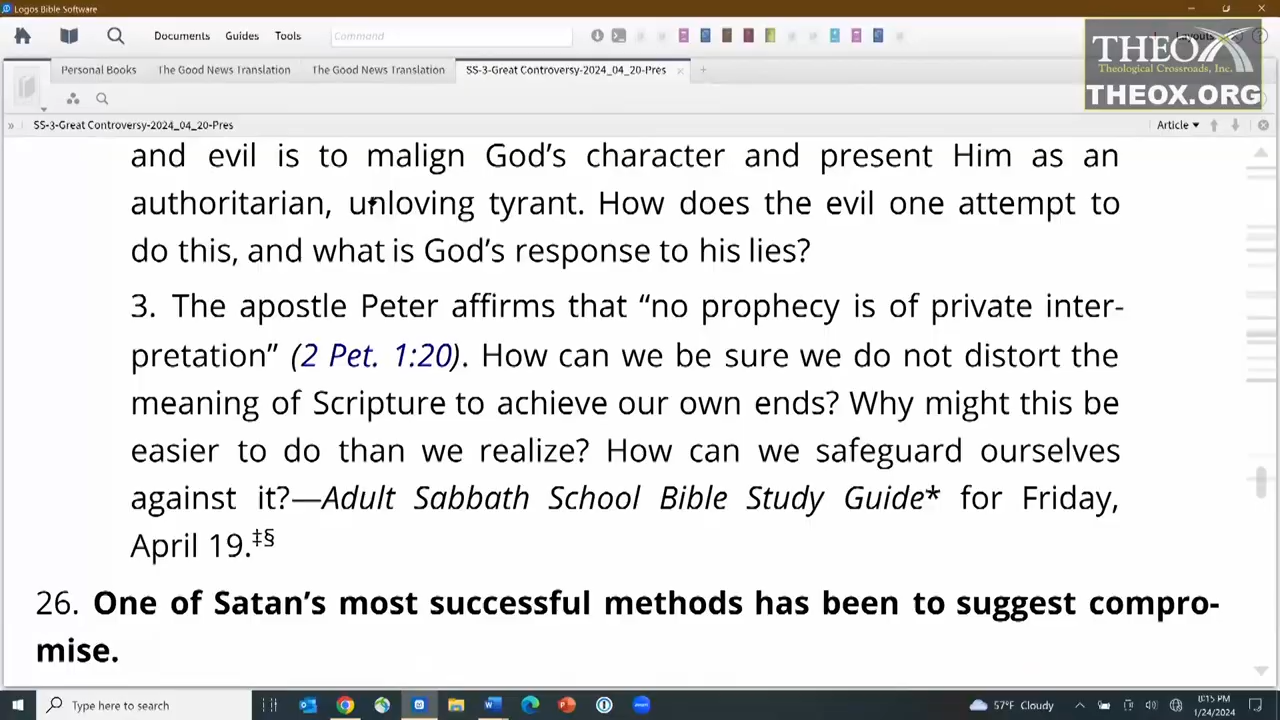 Logos Bible Software
Documents Guides Tools Command Layouts
THEOX
Theological Crossroads, Inc.
THEOX.ORG
Personal Books The Good News Translation The Good News Translati SS-3-Great Controversy-2024_04_20-Pres
SS-3-Great Controversy-2024_04_20-Pres Article
and evil is to malign God’s character and present Him as an
authoritarian, unloving tyrant. How does the evil one attempt to
do this, and what is God’s response to his lies?
3. The apostle Peter affirms that “no prophecy is of private inter-
pretation” (2 Pet. 1:20). How can we be sure we do not distort the
meaning of Scripture to achieve our own ends? Why might this be
easier to do than we realize? How can we safeguard ourselves
against it?—Adult Sabbath School Bible Study Guide* for Friday,
April 19.‡§
26. One of Satan’s most successful methods has been to suggest compro-
mise.
Type here to search 57°F Cloudy
1/24/2024